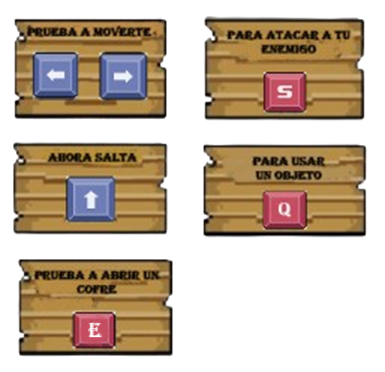 PRUEBA A MOVERTE
PARA ATACAR A TU
ENEMIGO
S
AHORA SALTA
PARA USAR
UN OBJETO
Q
PRUEBA A ABRIR UN
COFRE
E